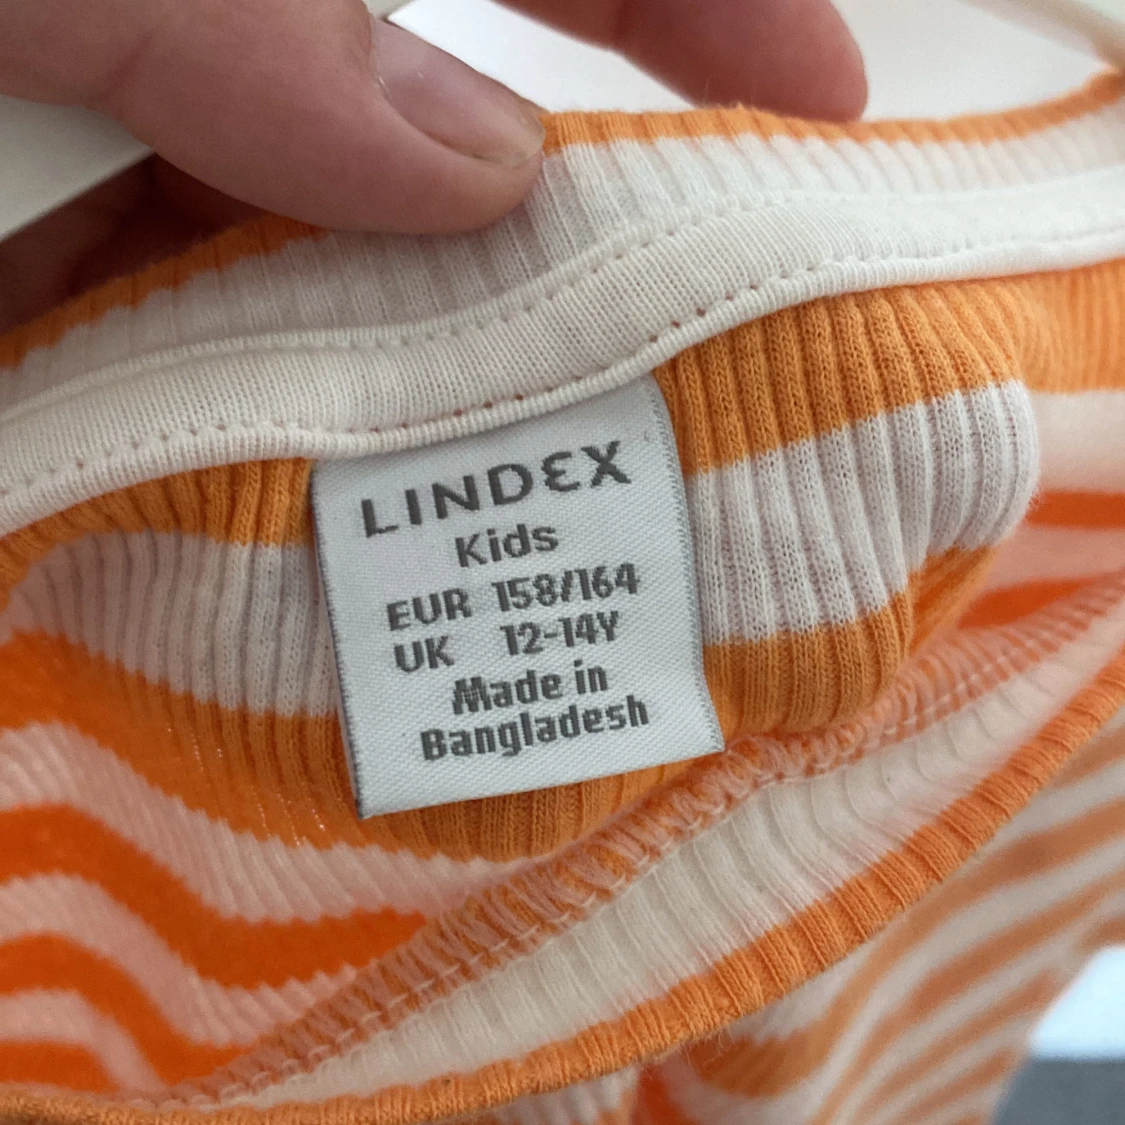 LINDEX
Kids
EUR 158/164
UK 12-14Y
Made in
Bangladesh